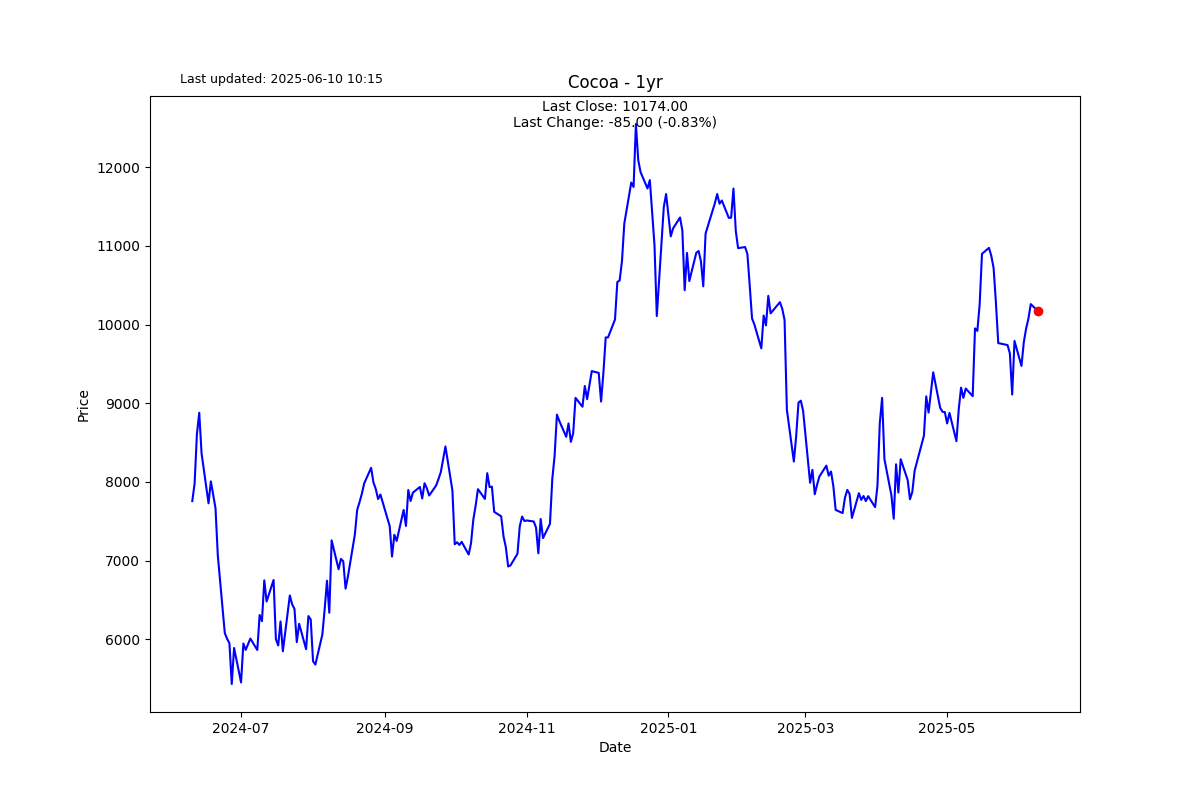 Last updated: 2025-06-10 10:15
Cocoa - 1yr
Last Close: 10174.00
Last Change: -85.00 (-0.83%)
Price
12000
11000
10000
9000
8000
7000
6000
2024-07
2024-09
2024-11
2025-01
2025-03
2025-05
Date